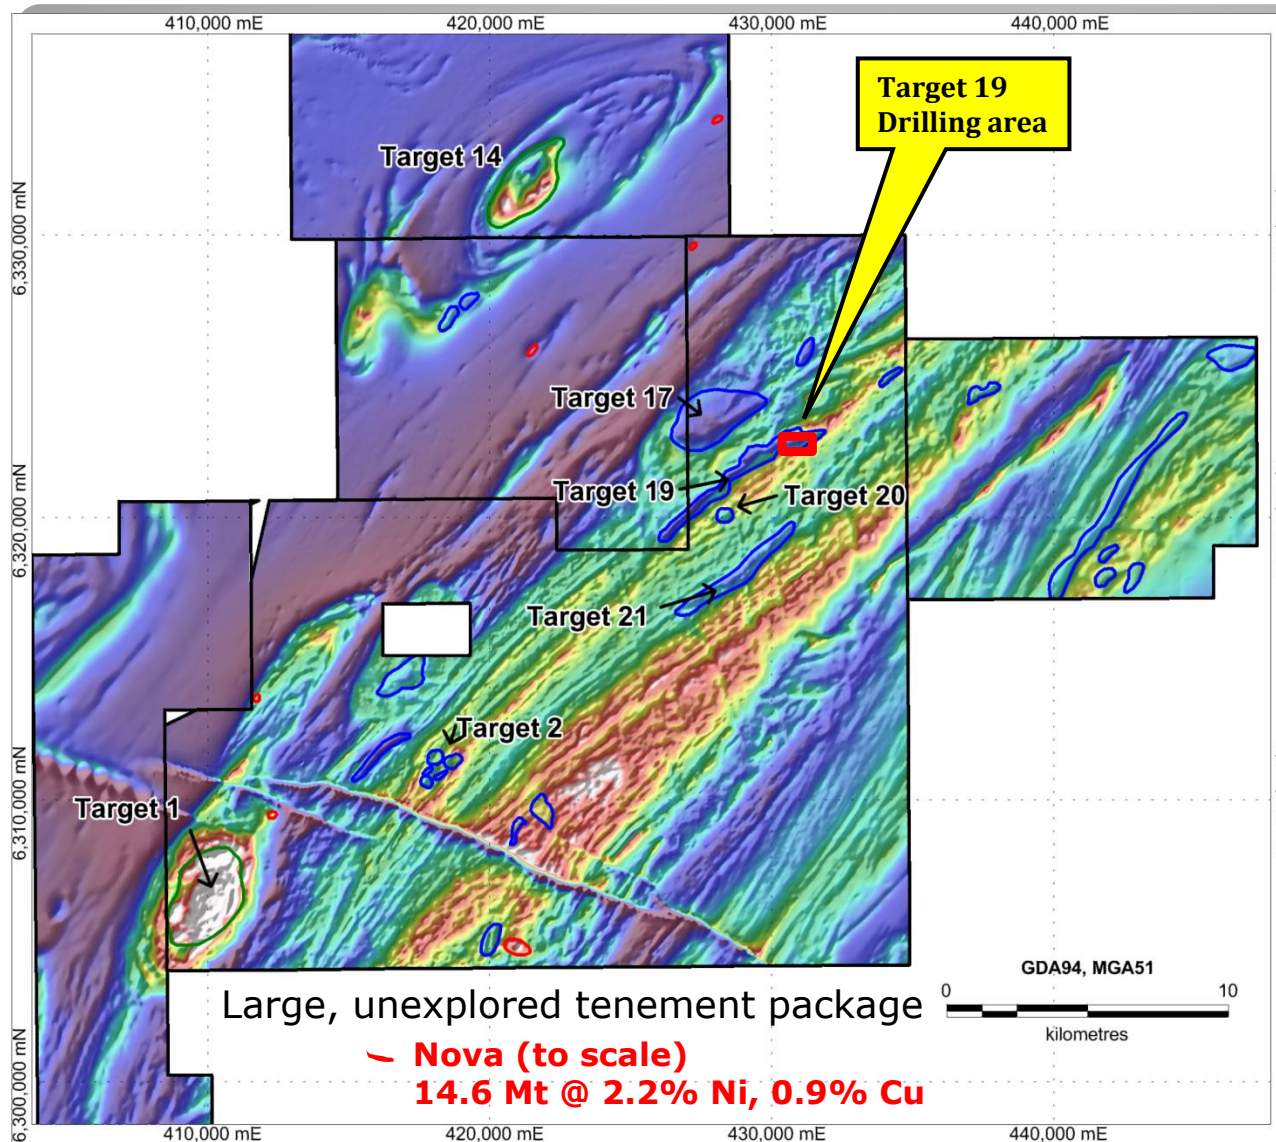 410,000 mE
420,000 mE
430,000 mE
440,000 mE
Target 19
Drilling area
Target 14
6,330,000 mN
Target 17
Target 19
Target 20
6,320,000 mN
Target 21
Target 2
Target 1
6,310,000 mN
GDA94, MGA51
0
10
kilometres
Large, unexplored tenement package
Nova (to scale)
14.6 Mt @ 2.2% Ni, 0.9% Cu
6,300,000 mN
410,000 mE
420,000 mE
430,000 mE
440,000 mE